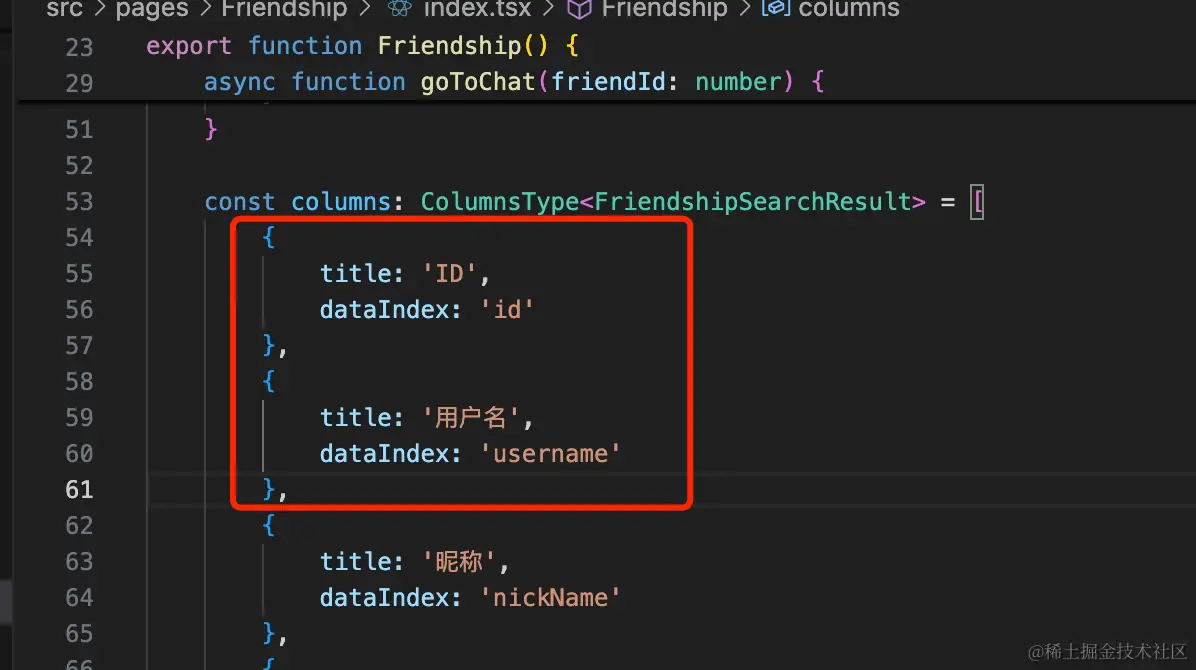 src > pages > Friendship > index.tsx > Friendship > columns
23 export function Friendship() {
29 async function goToChat(friendId: number) {
51 }
52
53 const columns: ColumnsType<FriendshipSearchResult> = [
54 {
55 title: 'ID',
56 dataIndex: 'id'
57 },
58 {
59 title: '用户名',
60 dataIndex: 'username'
61 },
62 {
63 title: '昵称',
64 dataIndex: 'nickName'
65 },
66 {
@稀土掘金技术社区